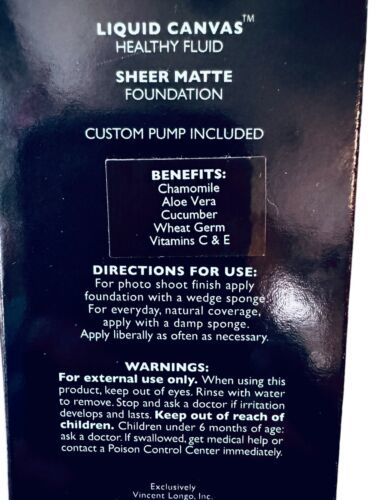 LIQUID CANVAS™
HEALTHY FLUID
SHEER MATTE
FOUNDATION
CUSTOM PUMP INCLUDED
BENEFITS:
Chamomile
Aloe Vera
Cucumber
Wheat Germ
Vitamins C & E
DIRECTIONS FOR USE:
For photo shoot finish apply
foundation with a wedge sponge.
For everyday, natural coverage,
apply with a damp sponge.
Apply liberally as often as necessary.
WARNINGS:
For external use only. When using this
product, keep out of eyes. Rinse with water
to remove. Stop and ask a doctor if irritation
develops and lasts. Keep out of reach of
children. Children under 6 months of age:
ask a doctor. If swallowed, get medical help or
contact a Poison Control Center immediately.
Exclusively
Vincent Longo, Inc.